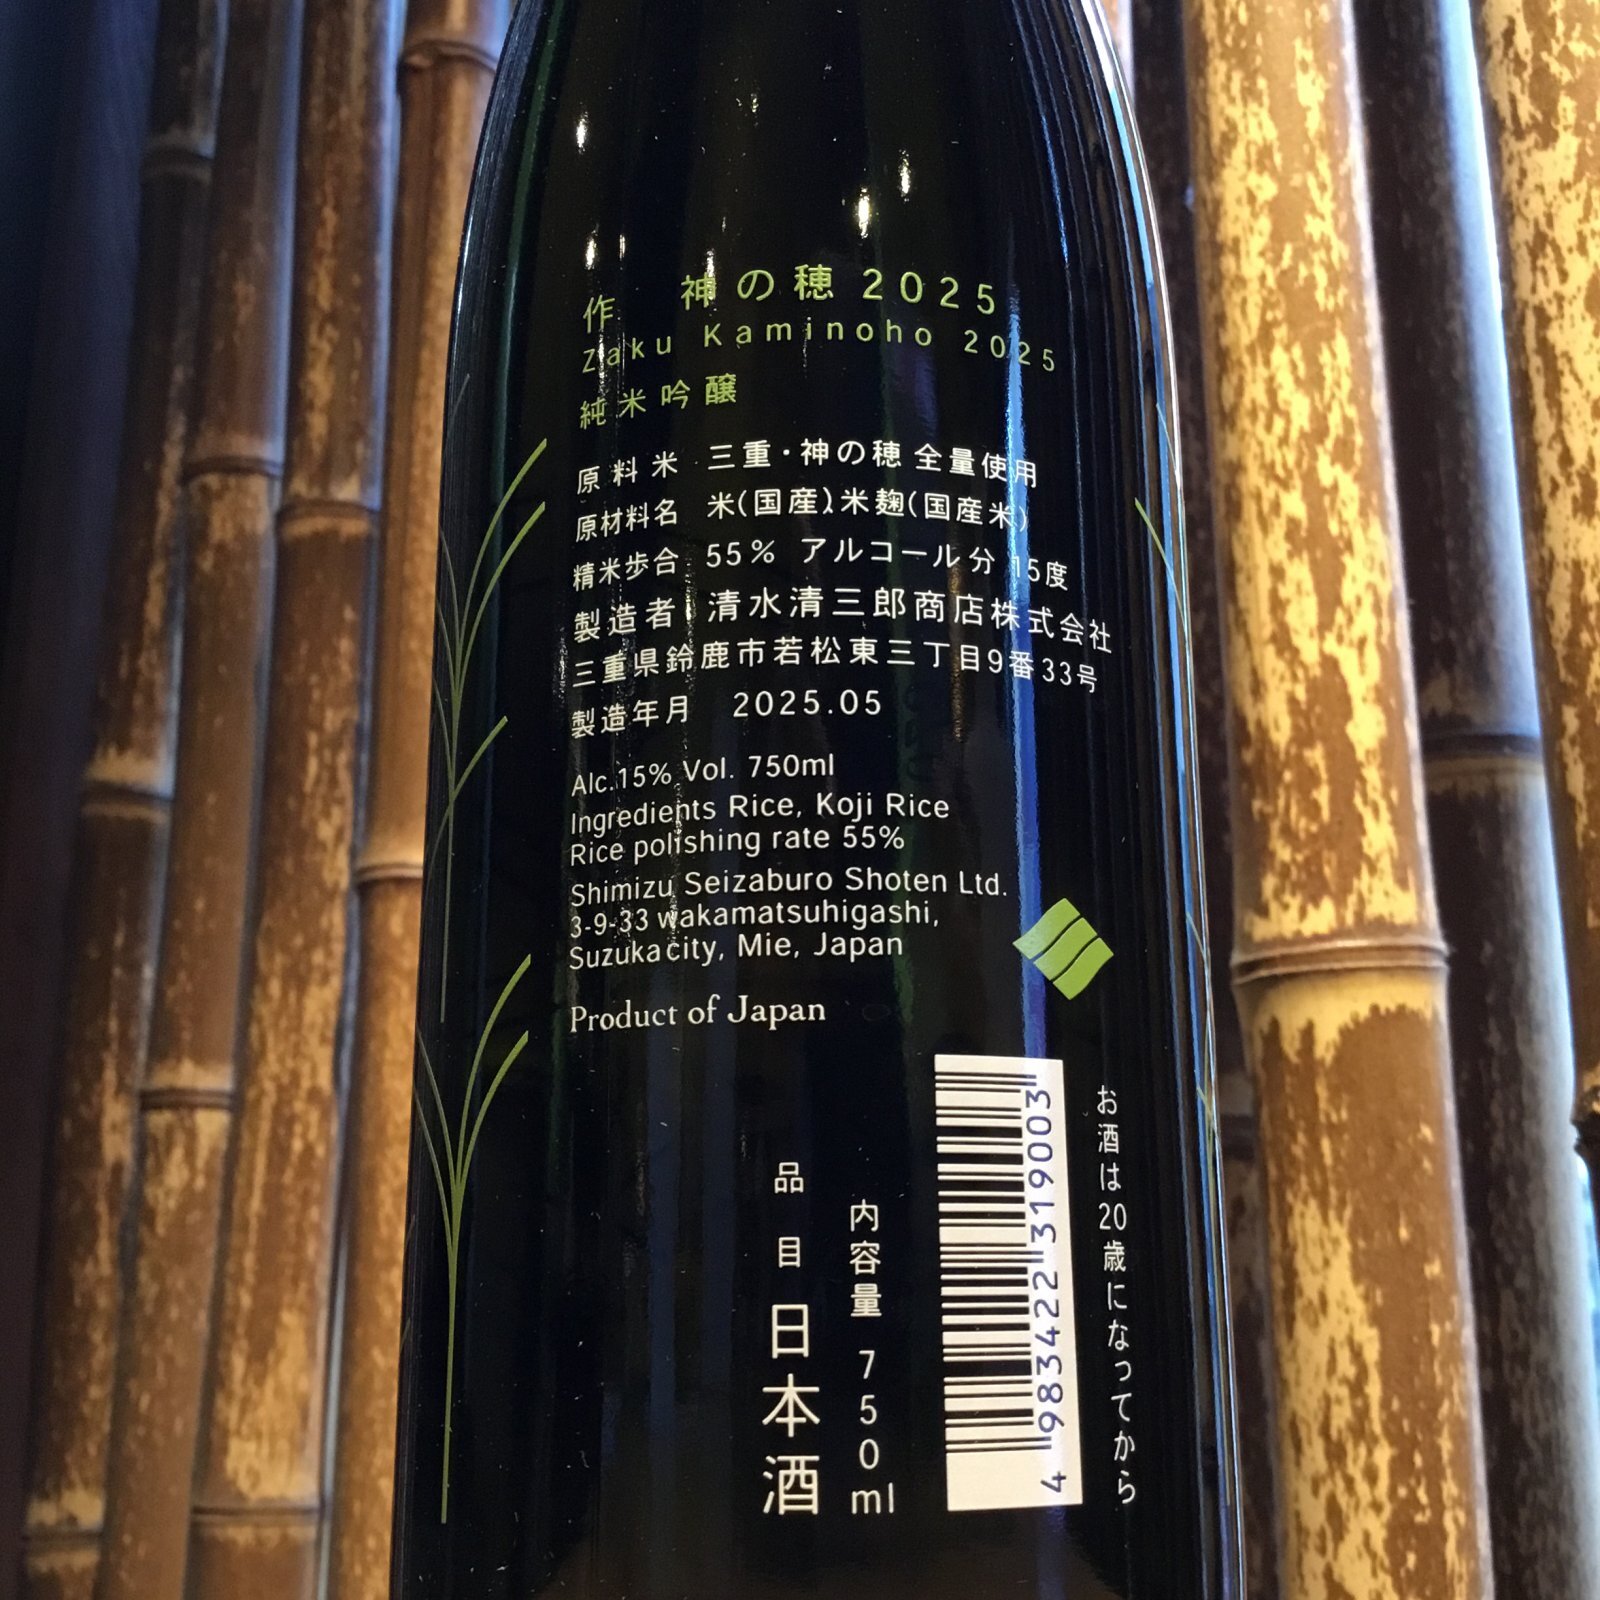 作 神の穂2025
Zaku Kaminoho 2025
純米吟醸
原料米 三重・神の穂 全量使用
原材料名 米(国産)、米麹(国産米)
精米歩合 55% アルコール分 15度
製造者 清水清三郎商店株式会社
三重県鈴鹿市若松東三丁目9番33号
製造年月 2025.05
Alc.15% Vol. 750ml
Ingredients Rice, Koji Rice
Rice polishing rate 55%
Shimizu Seizaburo Shoten Ltd.
3-9-33 wakamatsuhigashi,
Suzuka city, Mie, Japan
Product of Japan
品目 日本酒
内容量 750ml
4 983422 319003
お酒は20歳になってから